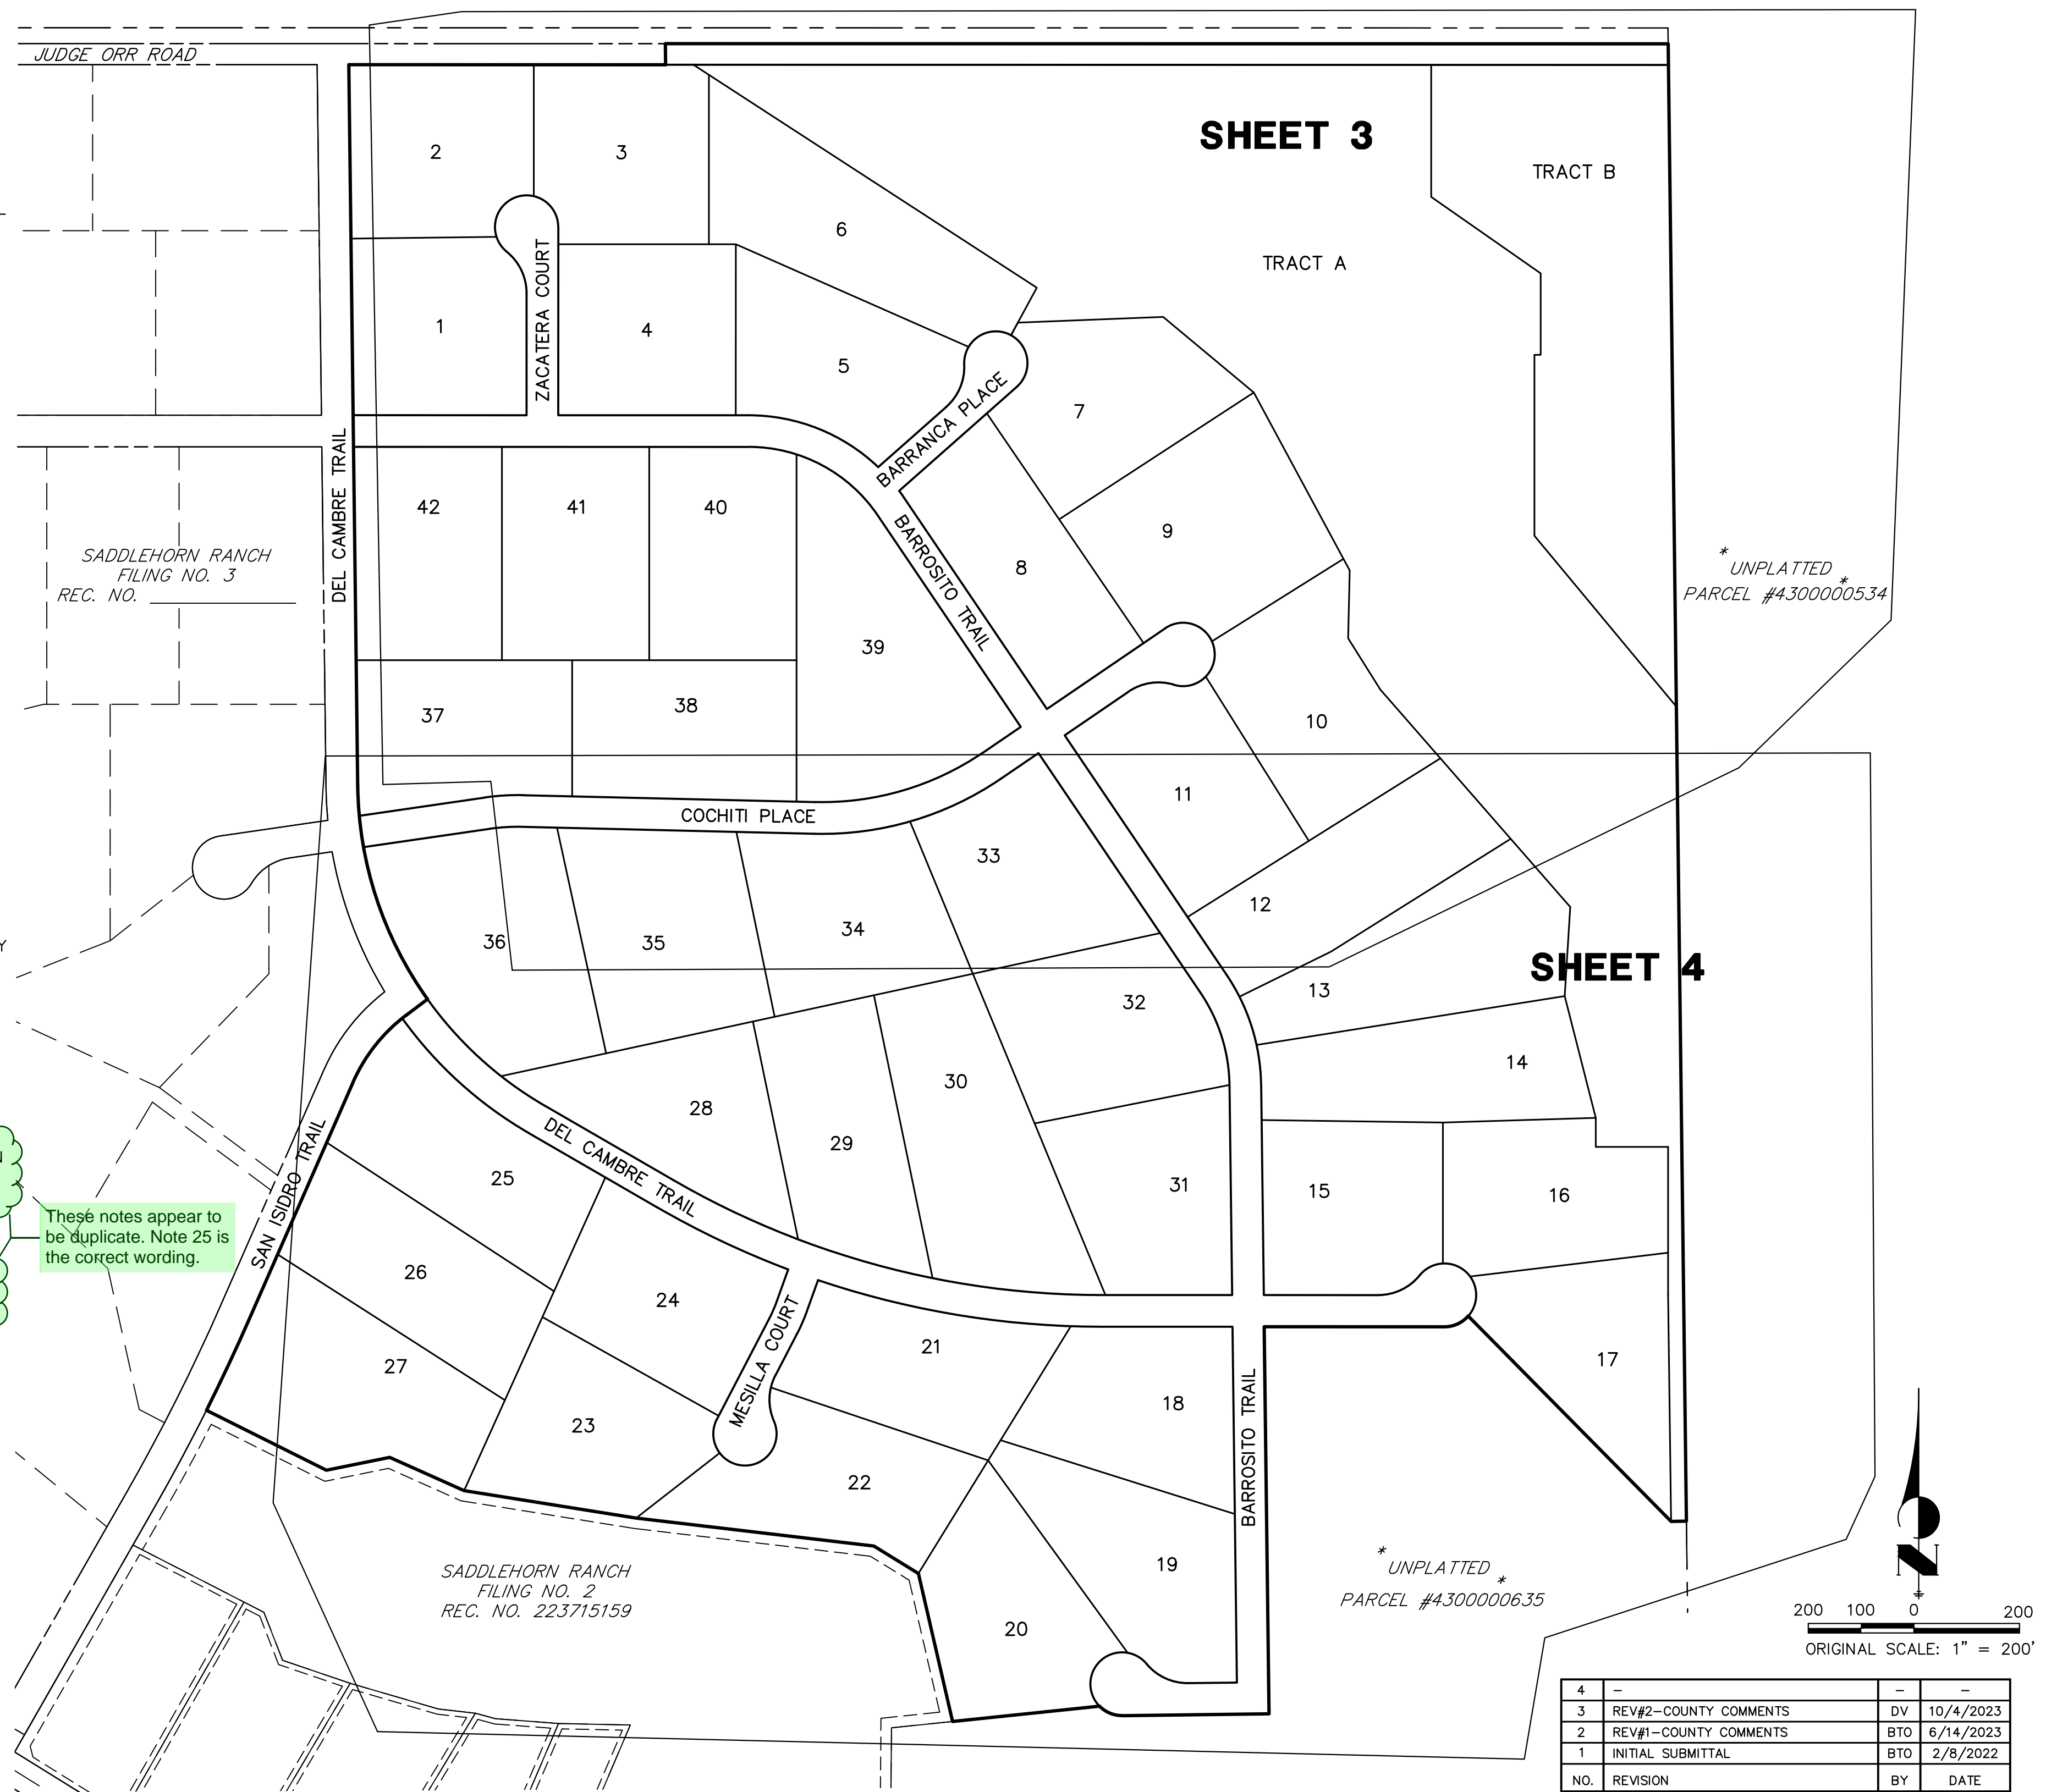 JUDGE ORR ROAD
SHEET 3
TRACT B
2
3
6
TRACT A
ZACATERA COURT
1
4
5
BARRANCA PLACE
7
DEL CAMBRE TRAIL
42
41
40
BARROSITO TRAIL
9
8
SADDLEHORN RANCH
FILING NO. 3
REC. NO.
*
UNPLATTED
*
PARCEL #4300000534
39
37
38
10
11
COCHITI PLACE
33
12
34
36
35
SHEET 4
13
32
14
30
28
29
DEL CAMBRE TRAIL
SAN ISIDRO TRAIL
25
31
15
16
These notes appear to
be duplicate. Note 25 is
the correct wording.
26
24
MESILLA COURT
21
27
17
18
BARROSITO TRAIL
23
22
19
SADDLEHORN RANCH
FILING NO. 2
REC. NO. 223715159
*
UNPLATTED
*
PARCEL #4300000635
20
N
200 100 0 200
ORIGINAL SCALE: 1" = 200'
4 – – –
3 REV#2–COUNTY COMMENTS DV 10/4/2023
2 REV#1–COUNTY COMMENTS BTO 6/14/2023
1 INITIAL SUBMITTAL BTO 2/8/2022
NO. REVISION BY DATE